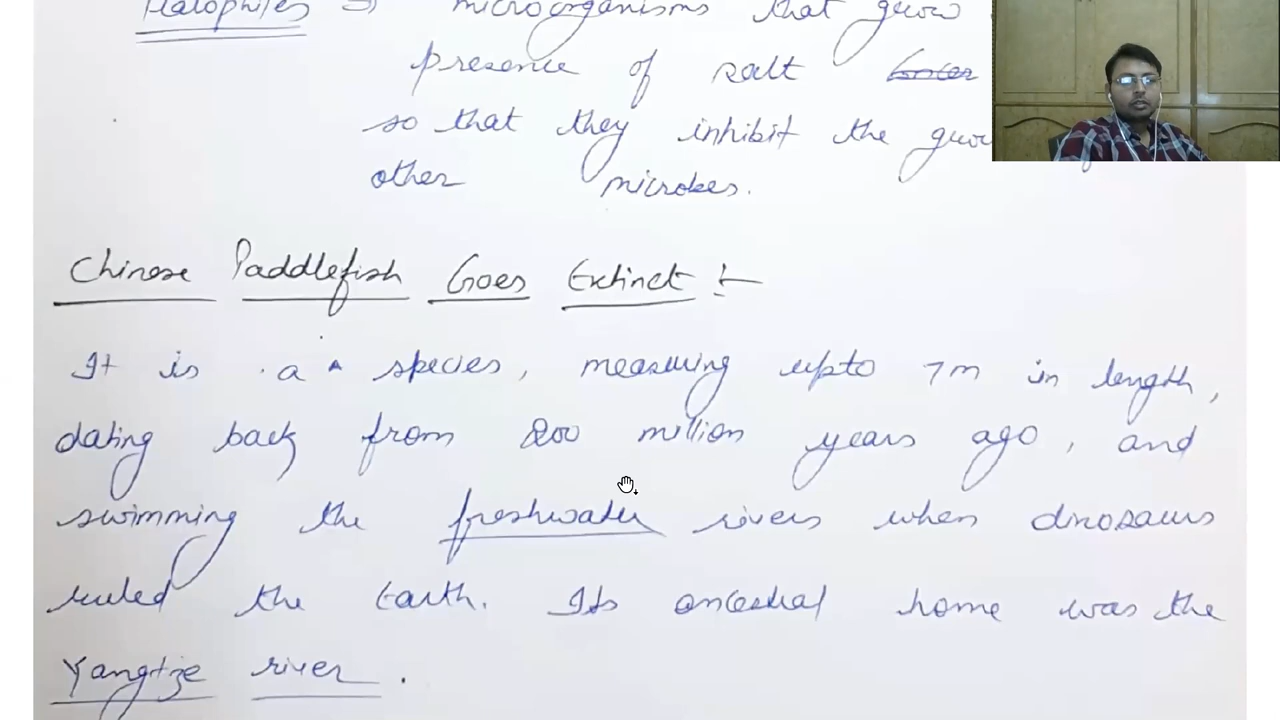 Halophiles ⇒ microorganisms that grow
presence of salt
so that they inhibit the
other microbes.
Chinese Paddlefish Goes Extinct :-
It is a species, measuring upto 7m in length,
dating back from 200 million years ago, and
swimming the freshwater rivers when dinosaurs
ruled the Earth. Its ancestral home was the
Yangtze river.